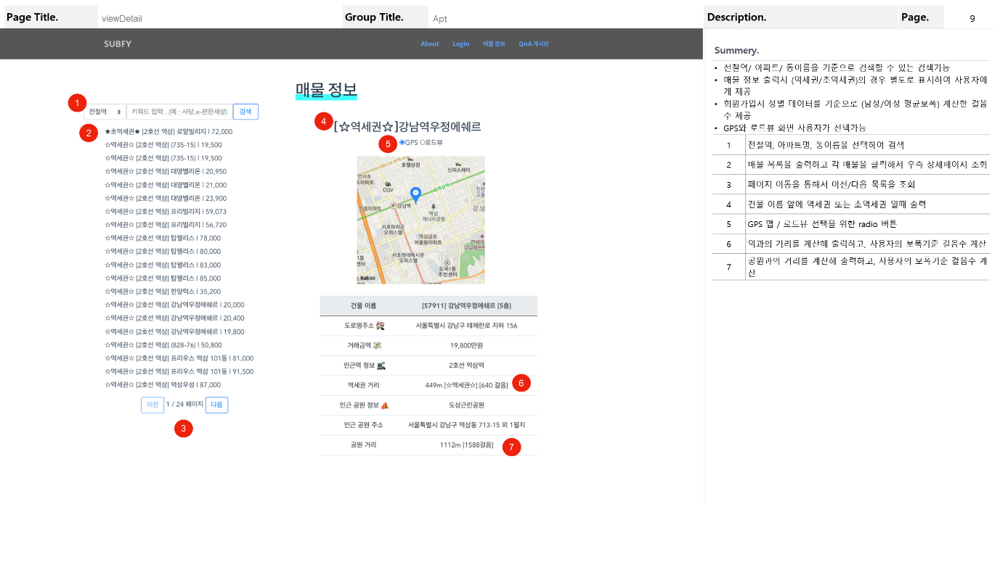 Page Title.
viewDetail
Group Title.
Apt
Description.
Page.
9
SUBFY
About
Login
매물 정보
QnA 게시판
매물 정보
1
전철역
키워드 입력...(예 : 사당,e-편한세상)
검색
2
★초역세권★ [2호선 역삼] 로얄빌리지 | 72,000
☆역세권☆ [2호선 역삼] (735-15) | 19,500
☆역세권☆ [2호선 역삼] (735-15) | 19,500
☆역세권☆ [2호선 역삼] 대명벨리온 | 20,950
☆역세권☆ [2호선 역삼] 대명벨리온 | 21,000
☆역세권☆ [2호선 역삼] 대명벨리온 | 23,900
☆역세권☆ [2호선 역삼] 프리빌리지 | 59,073
☆역세권☆ [2호선 역삼] 프리빌리지 | 56,720
☆역세권☆ [2호선 역삼] 탑팰리스 | 78,000
☆역세권☆ [2호선 역삼] 탑팰리스 | 80,000
☆역세권☆ [2호선 역삼] 탑팰리스 | 83,000
☆역세권☆ [2호선 역삼] 탑팰리스 | 85,000
☆역세권☆ [2호선 역삼] 한양럭스 | 35,200
☆역세권☆ [2호선 역삼] 강남역우정에쉐르 | 20,000
☆역세권☆ [2호선 역삼] 강남역우정에쉐르 | 20,400
☆역세권☆ [2호선 역삼] 강남역우정에쉐르 | 19,800
☆역세권☆ [2호선 역삼] (828-76) | 50,800
☆역세권☆ [2호선 역삼] 프리우스 역삼 101동 | 81,000
☆역세권☆ [2호선 역삼] 프리우스 역삼 101동 | 91,500
☆역세권☆ [2호선 역삼] 역삼우성 | 87,000
이전
1 / 24 페이지
다음
3
4
[☆역세권☆]강남역우정에쉐르
5
GPS
로드뷰
호텔삼정
신논현역
신라스테이
CGV
역삼역
강남역
역삼
개나리공원
서초파라곤
오피스텔
역삼금호
어울림아파트
서초현대렉시온
오피스텔
도곡1동
주민센터
kakao
건물 이름
[57911] 강남역우정에쉐르 [5층]
도로명주소
서울특별시 강남구 테헤란로 지하 156
거래금액
19,800만원
인근역 정보
2호선 역삼역
역세권 거리
449m [☆역세권☆] [640 걸음]
6
인근 공원 정보
도성근린공원
인근 공원 주소
서울특별시 강남구 역삼동 713-15 외 1필지
공원 거리
1112m [1588걸음]
7
Summery.
• 전철역/ 아파트/ 동이름을 기준으로 검색할 수 있는 검색기능
• 매물 정보 출력시 (역세권/초역세권)의 경우 별도로 표시하여 사용자에
게 제공
• 회원가입시 성별 데이터를 기준으로 (남성/여성 평균보폭) 계산한 걸음
수 제공
• GPS와 로드뷰 화면 사용자가 선택가능
1
전철역, 아파트명, 동이름을 선택하여 검색
2
매물 목록을 출력하고 각 매물을 클릭해서 우측 상세페이지 조회
3
페이지 이동을 통해서 이전/다음 목록을 조회
4
건물 이름 앞에 역세권 또는 초역세권 일때 출력
5
GPS 맵 / 로드뷰 선택을 위한 radio 버튼
6
역과의 거리를 계산해 출력하고, 사용자의 보폭기준 걸음수 계산
7
공원과의 거리를 계산해 출력하고, 사용자의 보폭기준 걸음수 계
산